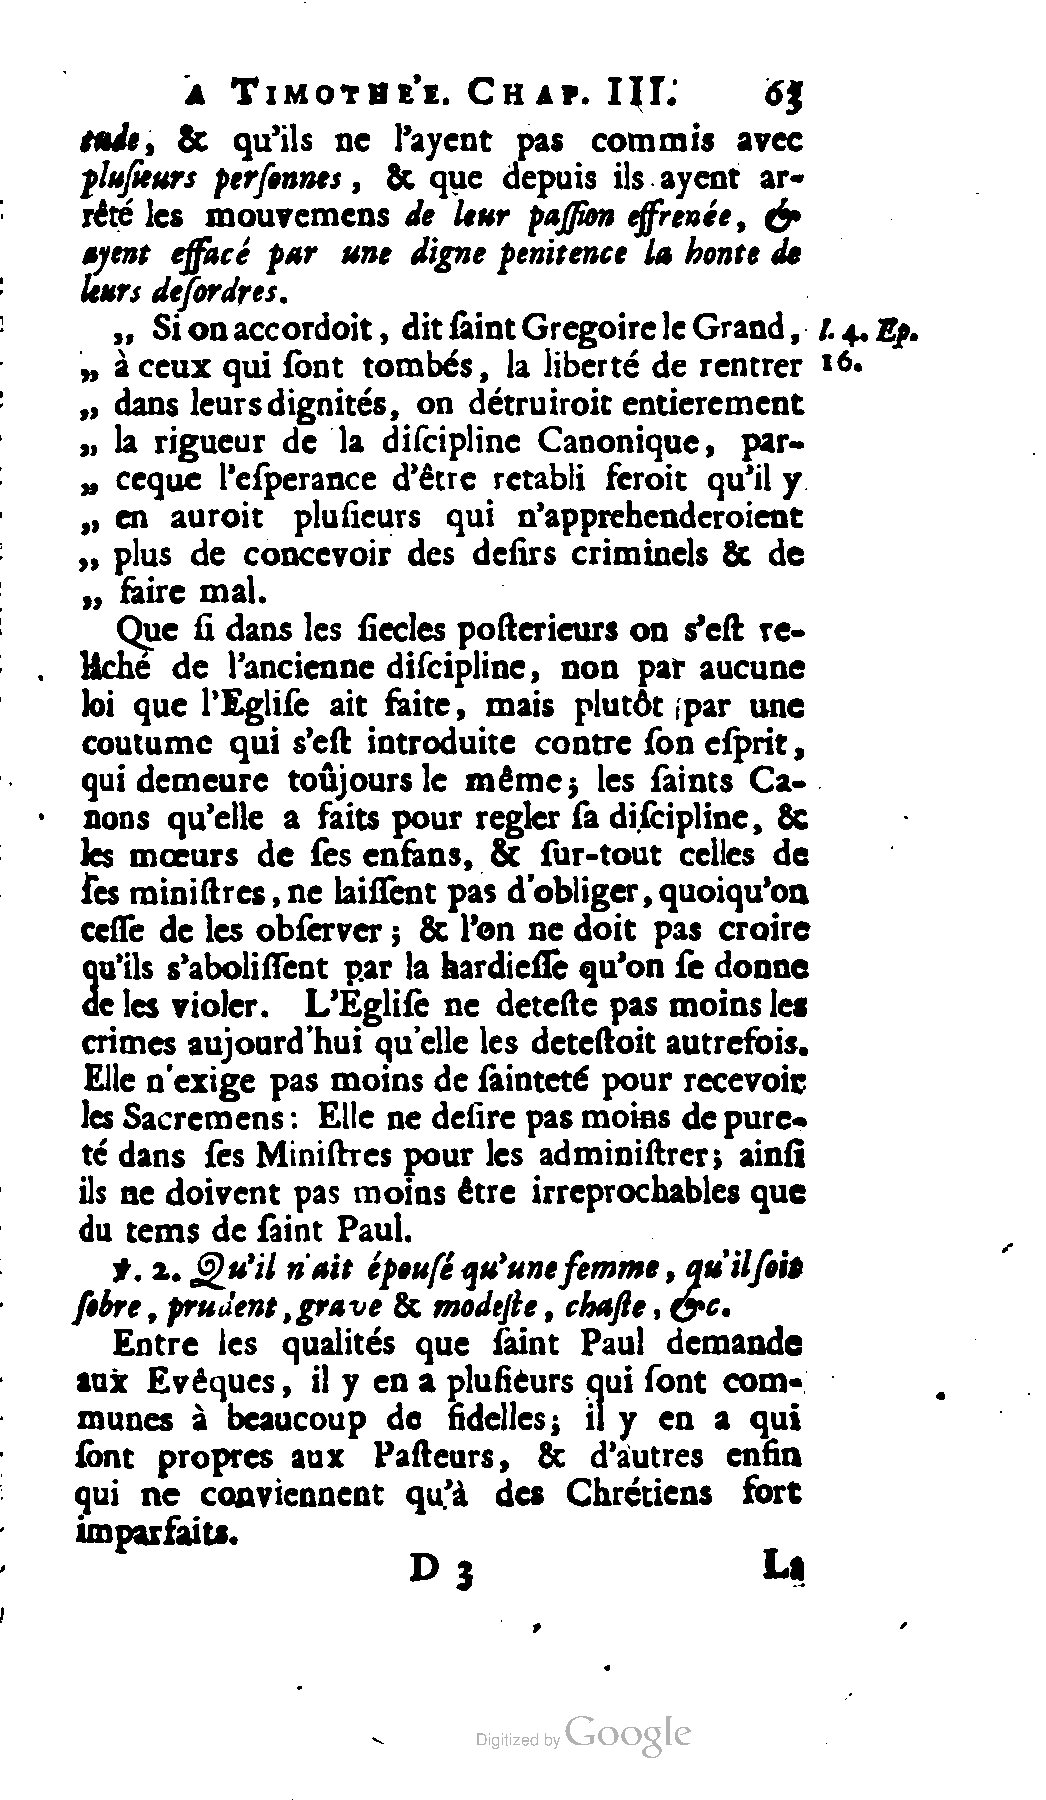 A TIMOTHE'E. CHAP. III. 65
tude, & qu'ils ne l'ayent pas commis avec
pluſieurs perſonnes, & que depuis ils ayent ar-
rêté les mouvemens de leur paſſion effrenée, &
ayent effacé par une digne penitence la honte de
leurs deſordres.
„ Si on accordoit, dit ſaint Gregoire le Grand, l. 4. Ep.
„ à ceux qui ſont tombés, la liberté de rentrer 16.
„ dans leurs dignités, on détruiroit entierement
„ la rigueur de la diſcipline Canonique, par-
„ ceque l'eſperance d'être retabli feroit qu'il y
„ en auroit pluſieurs qui n'apprehenderoient
„ plus de concevoir des deſirs criminels & de
„ faire mal.
Que ſi dans les ſiecles poſterieurs on s'eſt re-
lâché de l'ancienne diſcipline, non par aucune
loi que l'Egliſe ait faite, mais plutôt par une
coutume qui s'eſt introduite contre ſon eſprit,
qui demeure toûjours le même; les ſaints Ca-
nons qu'elle a faits pour regler ſa diſcipline, &
les mœurs de ſes enfans, & ſur-tout celles de
ſes miniſtres, ne laiſſent pas d'obliger, quoiqu'on
ceſſe de les obſerver; & l'on ne doit pas croire
qu'ils s'aboliſſent par la hardieſſe qu'on ſe donne
de les violer. L'Egliſe ne deteſte pas moins les
crimes aujourd'hui qu'elle les deteſtoit autrefois.
Elle n'exige pas moins de ſainteté pour recevoir
les Sacremens: Elle ne deſire pas moins de pure-
té dans ſes Miniſtres pour les adminiſtrer; ainſi
ils ne doivent pas moins être irreprochables que
du tems de ſaint Paul.
℣. 2. Qu'il n'ait épouſé qu'une femme, qu'il ſoit
ſobre, prudent, grave & modeſte, chaſte, &c.
Entre les qualités que ſaint Paul demande
aux Evêques, il y en a pluſieurs qui ſont com-
munes à beaucoup de fidelles; il y en a qui
ſont propres aux Paſteurs, & d'autres enfin
qui ne conviennent qu'à des Chrétiens fort
imparfaits.
D 3 La
Digitized by Google